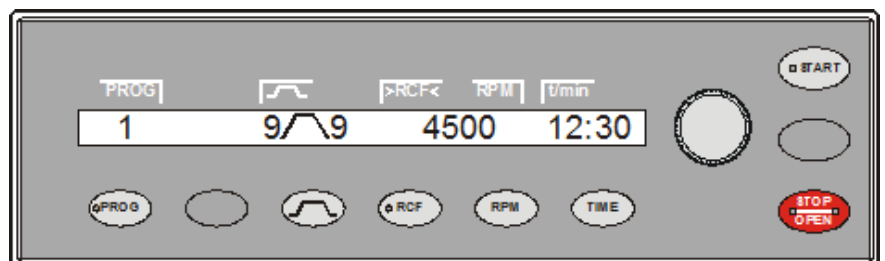 PROG >RCF< RPM t/min
1 9 9 4500 12:30
START
PROG RCF RPM TIME
STOP
OPEN